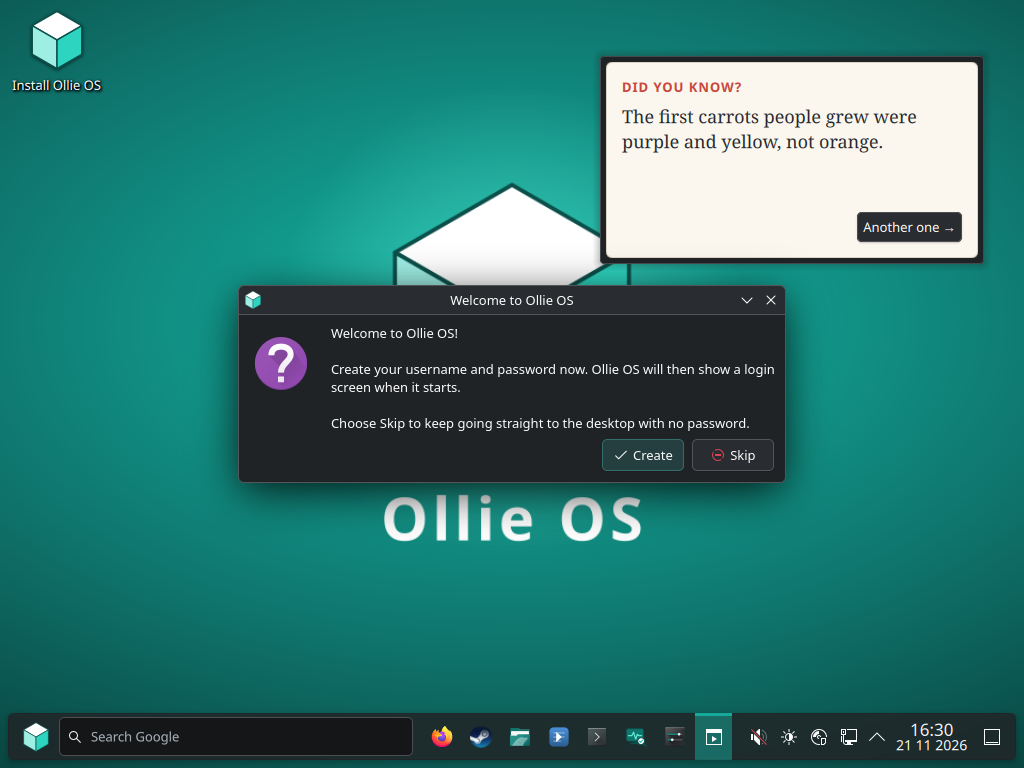 Install Ollie OS
DID YOU KNOW?
The first carrots people grew were
purple and yellow, not orange.
Another one →
Welcome to Ollie OS
Welcome to Ollie OS!
Create your username and password now. Ollie OS will then show a login
screen when it starts.
Choose Skip to keep going straight to the desktop with no password.
Create
Skip
Ollie OS
Search Google
16:30
21 11 2026